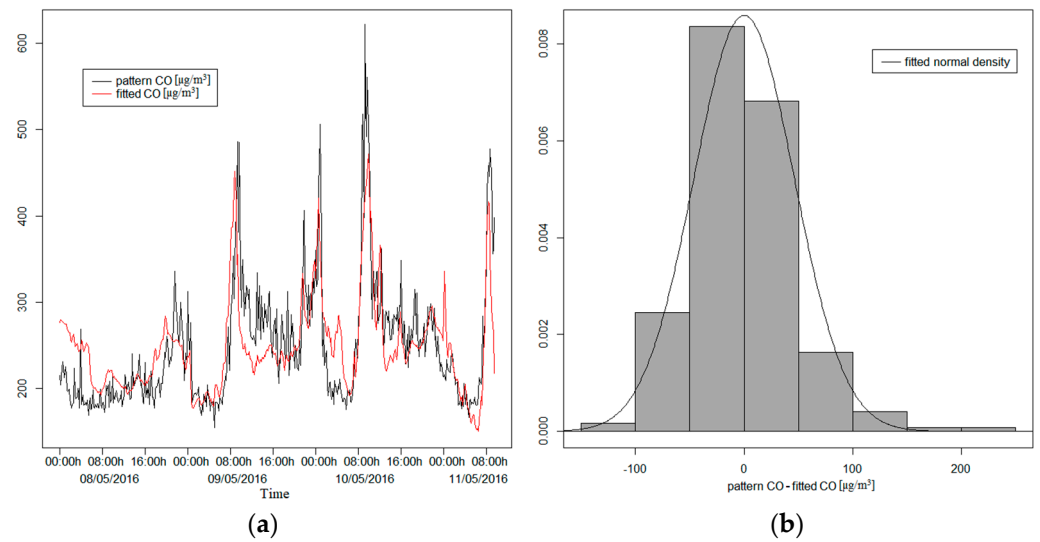 600
500
400
300
200
pattern CO [µg/m³]
fitted CO [µg/m³]
00:00h 08:00h 16:00h 00:00h 08:00h 16:00h 00:00h 08:00h 16:00h 00:00h 08:00h
08/05/2016 09/05/2016 10/05/2016 11/05/2016
Time
(a)
0.008
0.006
0.004
0.002
0.000
fitted normal density
-100 0 100 200
pattern CO - fitted CO [µg/m³]
(b)